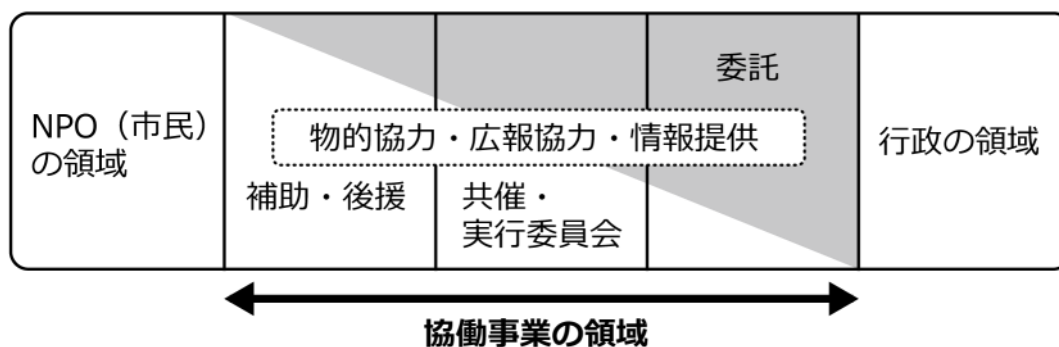 NPO（市民）
の領域
補助・後援
共催・
実行委員会
委託
物的協力・広報協力・情報提供
行政の領域
協働事業の領域